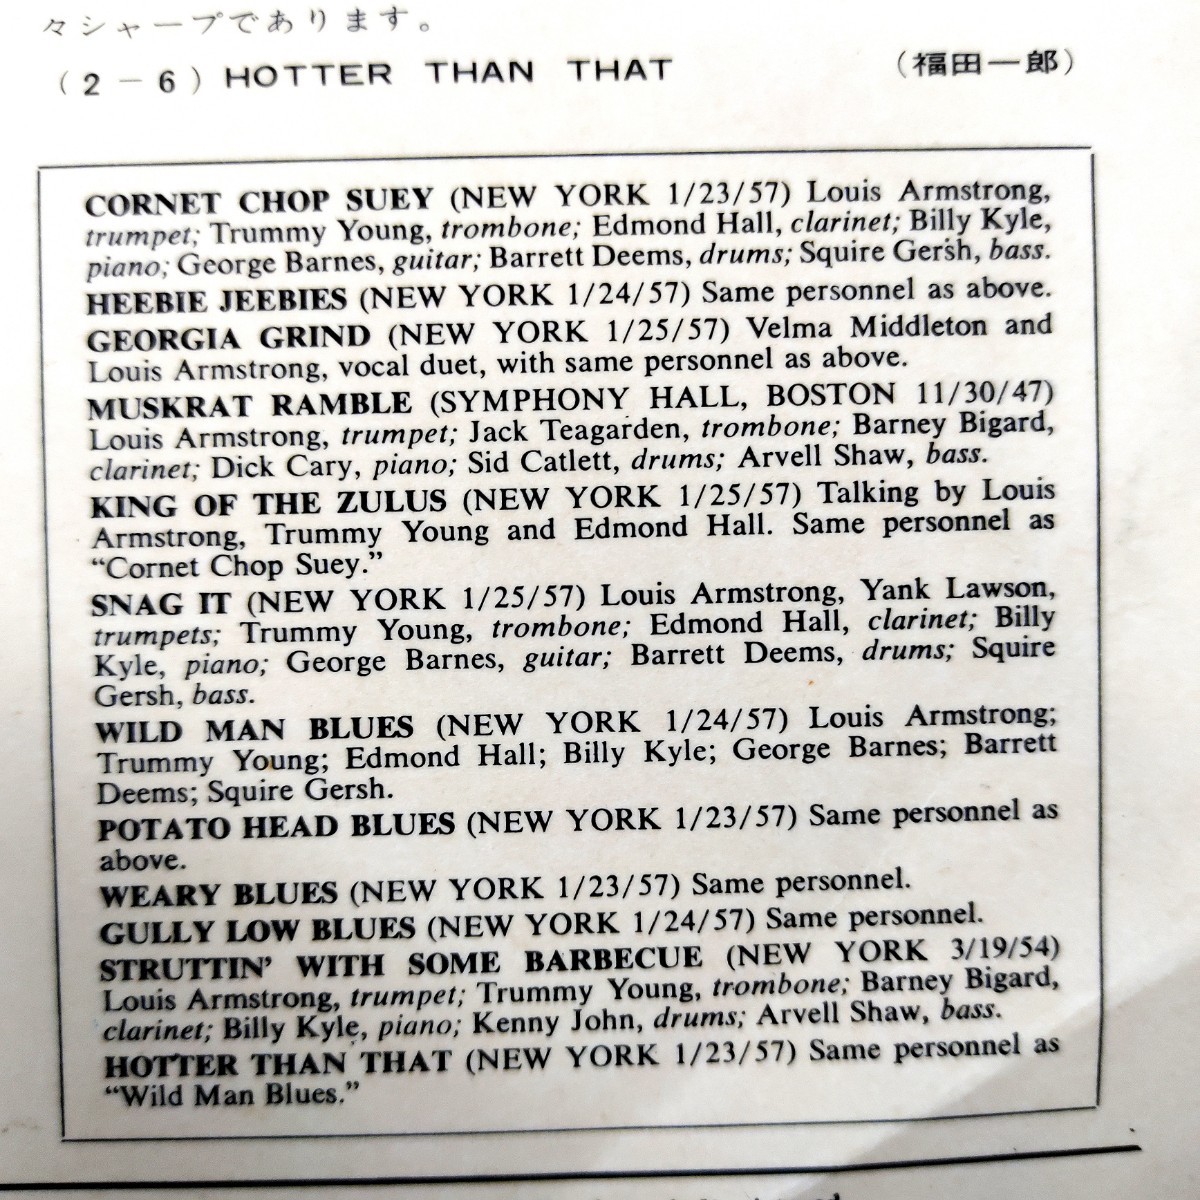 々シャープであります。
(2-6) HOTTER THAN THAT (福田一郎)
CORNET CHOP SUEY (NEW YORK 1/23/57) Louis Armstrong,
trumpet; Trummy Young, trombone; Edmond Hall, clarinet; Billy Kyle,
piano; George Barnes, guitar; Barrett Deems, drums; Squire Gersh, bass.
HEEBIE JEEBIES (NEW YORK 1/24/57) Same personnel as above.
GEORGIA GRIND (NEW YORK 1/25/57) Velma Middleton and
Louis Armstrong, vocal duet, with same personnel as above.
MUSKRAT RAMBLE (SYMPHONY HALL, BOSTON 11/30/47)
Louis Armstrong, trumpet; Jack Teagarden, trombone; Barney Bigard,
clarinet; Dick Cary, piano; Sid Catlett, drums; Arvell Shaw, bass.
KING OF THE ZULUS (NEW YORK 1/25/57) Talking by Louis
Armstrong, Trummy Young and Edmond Hall. Same personnel as
“Cornet Chop Suey.”
SNAG IT (NEW YORK 1/25/57) Louis Armstrong, Yank Lawson,
trumpets; Trummy Young, trombone; Edmond Hall, clarinet; Billy
Kyle, piano; George Barnes, guitar; Barrett Deems, drums; Squire
Gersh, bass.
WILD MAN BLUES (NEW YORK 1/24/57) Louis Armstrong;
Trummy Young; Edmond Hall; Billy Kyle; George Barnes; Barrett
Deems; Squire Gersh.
POTATO HEAD BLUES (NEW YORK 1/23/57) Same personnel as
above.
WEARY BLUES (NEW YORK 1/23/57) Same personnel.
GULLY LOW BLUES (NEW YORK 1/24/57) Same personnel.
STRUTTIN’ WITH SOME BARBECUE (NEW YORK 3/19/54)
Louis Armstrong, trumpet; Trummy Young, trombone; Barney Bigard,
clarinet; Billy Kyle, piano; Kenny John, drums; Arvell Shaw, bass.
HOTTER THAN THAT (NEW YORK 1/23/57) Same personnel as
“Wild Man Blues.”